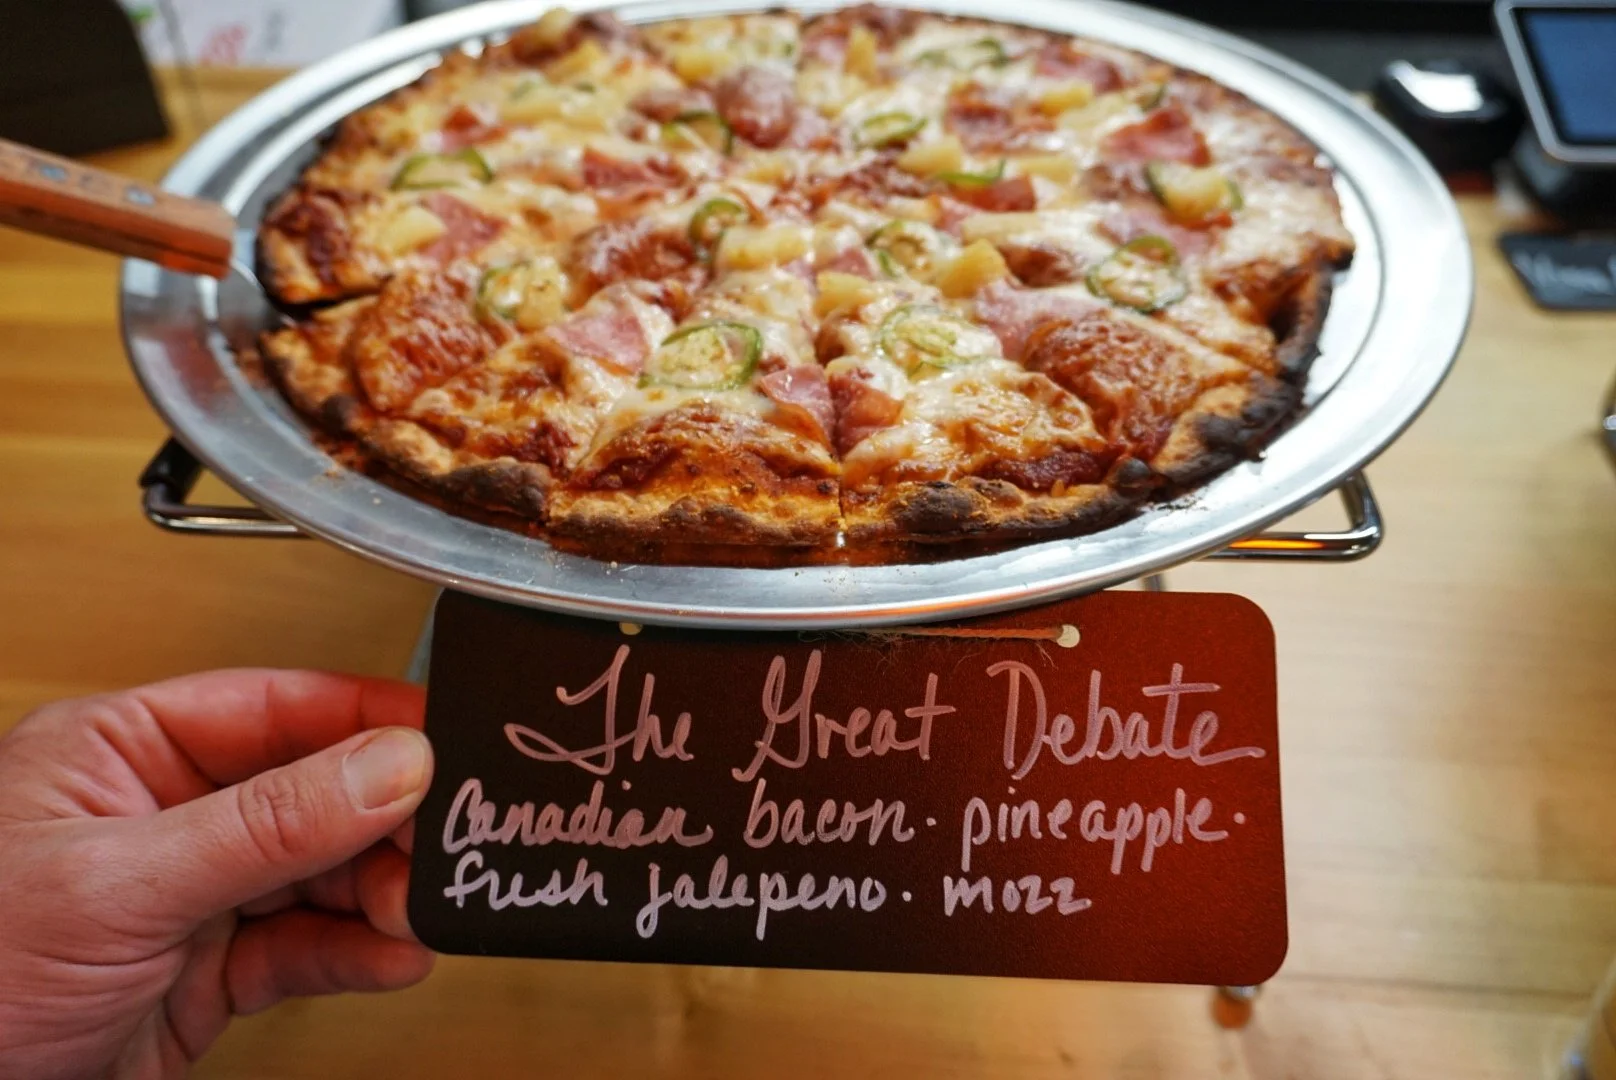 The Great Debate
Canadian bacon · pineapple ·
fresh jalepeno · mozz